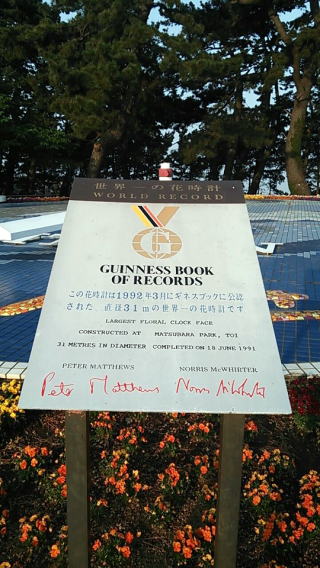 世界一の花時計
WORLD RECORD
GUINNESS BOOK
OF RECORDS
この花時計は1992年3月にギネスブックに公認
された 直径31mの世界一の花時計です
LARGEST FLORAL CLOCK FACE
CONSTRUCTED AT MATSUBARA PARK, TOI
31 METRES IN DIAMETER COMPLETED ON 18 JUNE 1991
PETER MATTHEWS NORRIS McWHIRTER
Peter Matthews Norris McWhirter